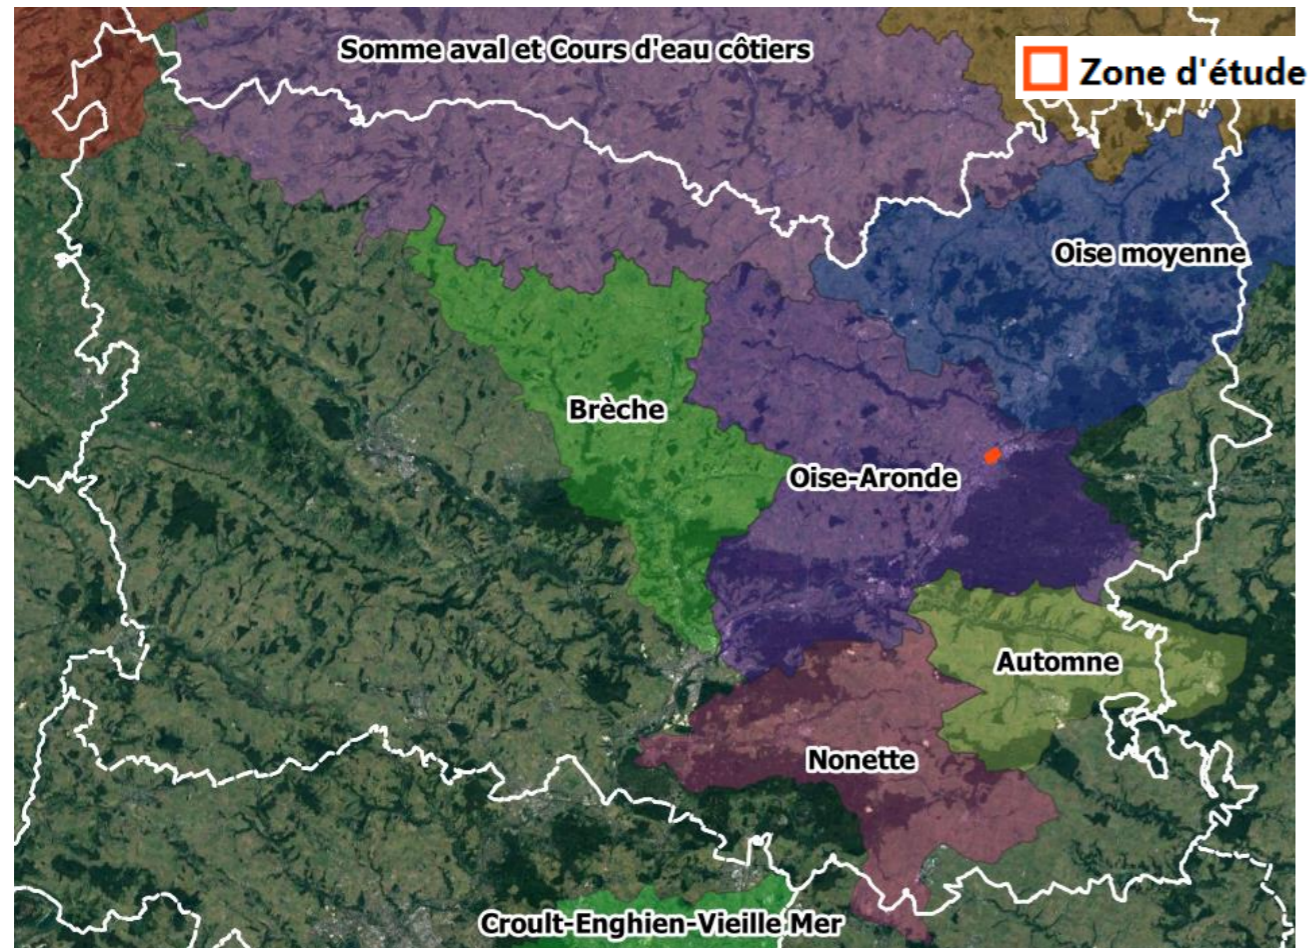 Somme aval et Cours d'eau côtiers
Zone d'étude
Oise moyenne
Brèche
Oise-Aronde
Automne
Nonette
Croult-Enghien-Vieille Mer